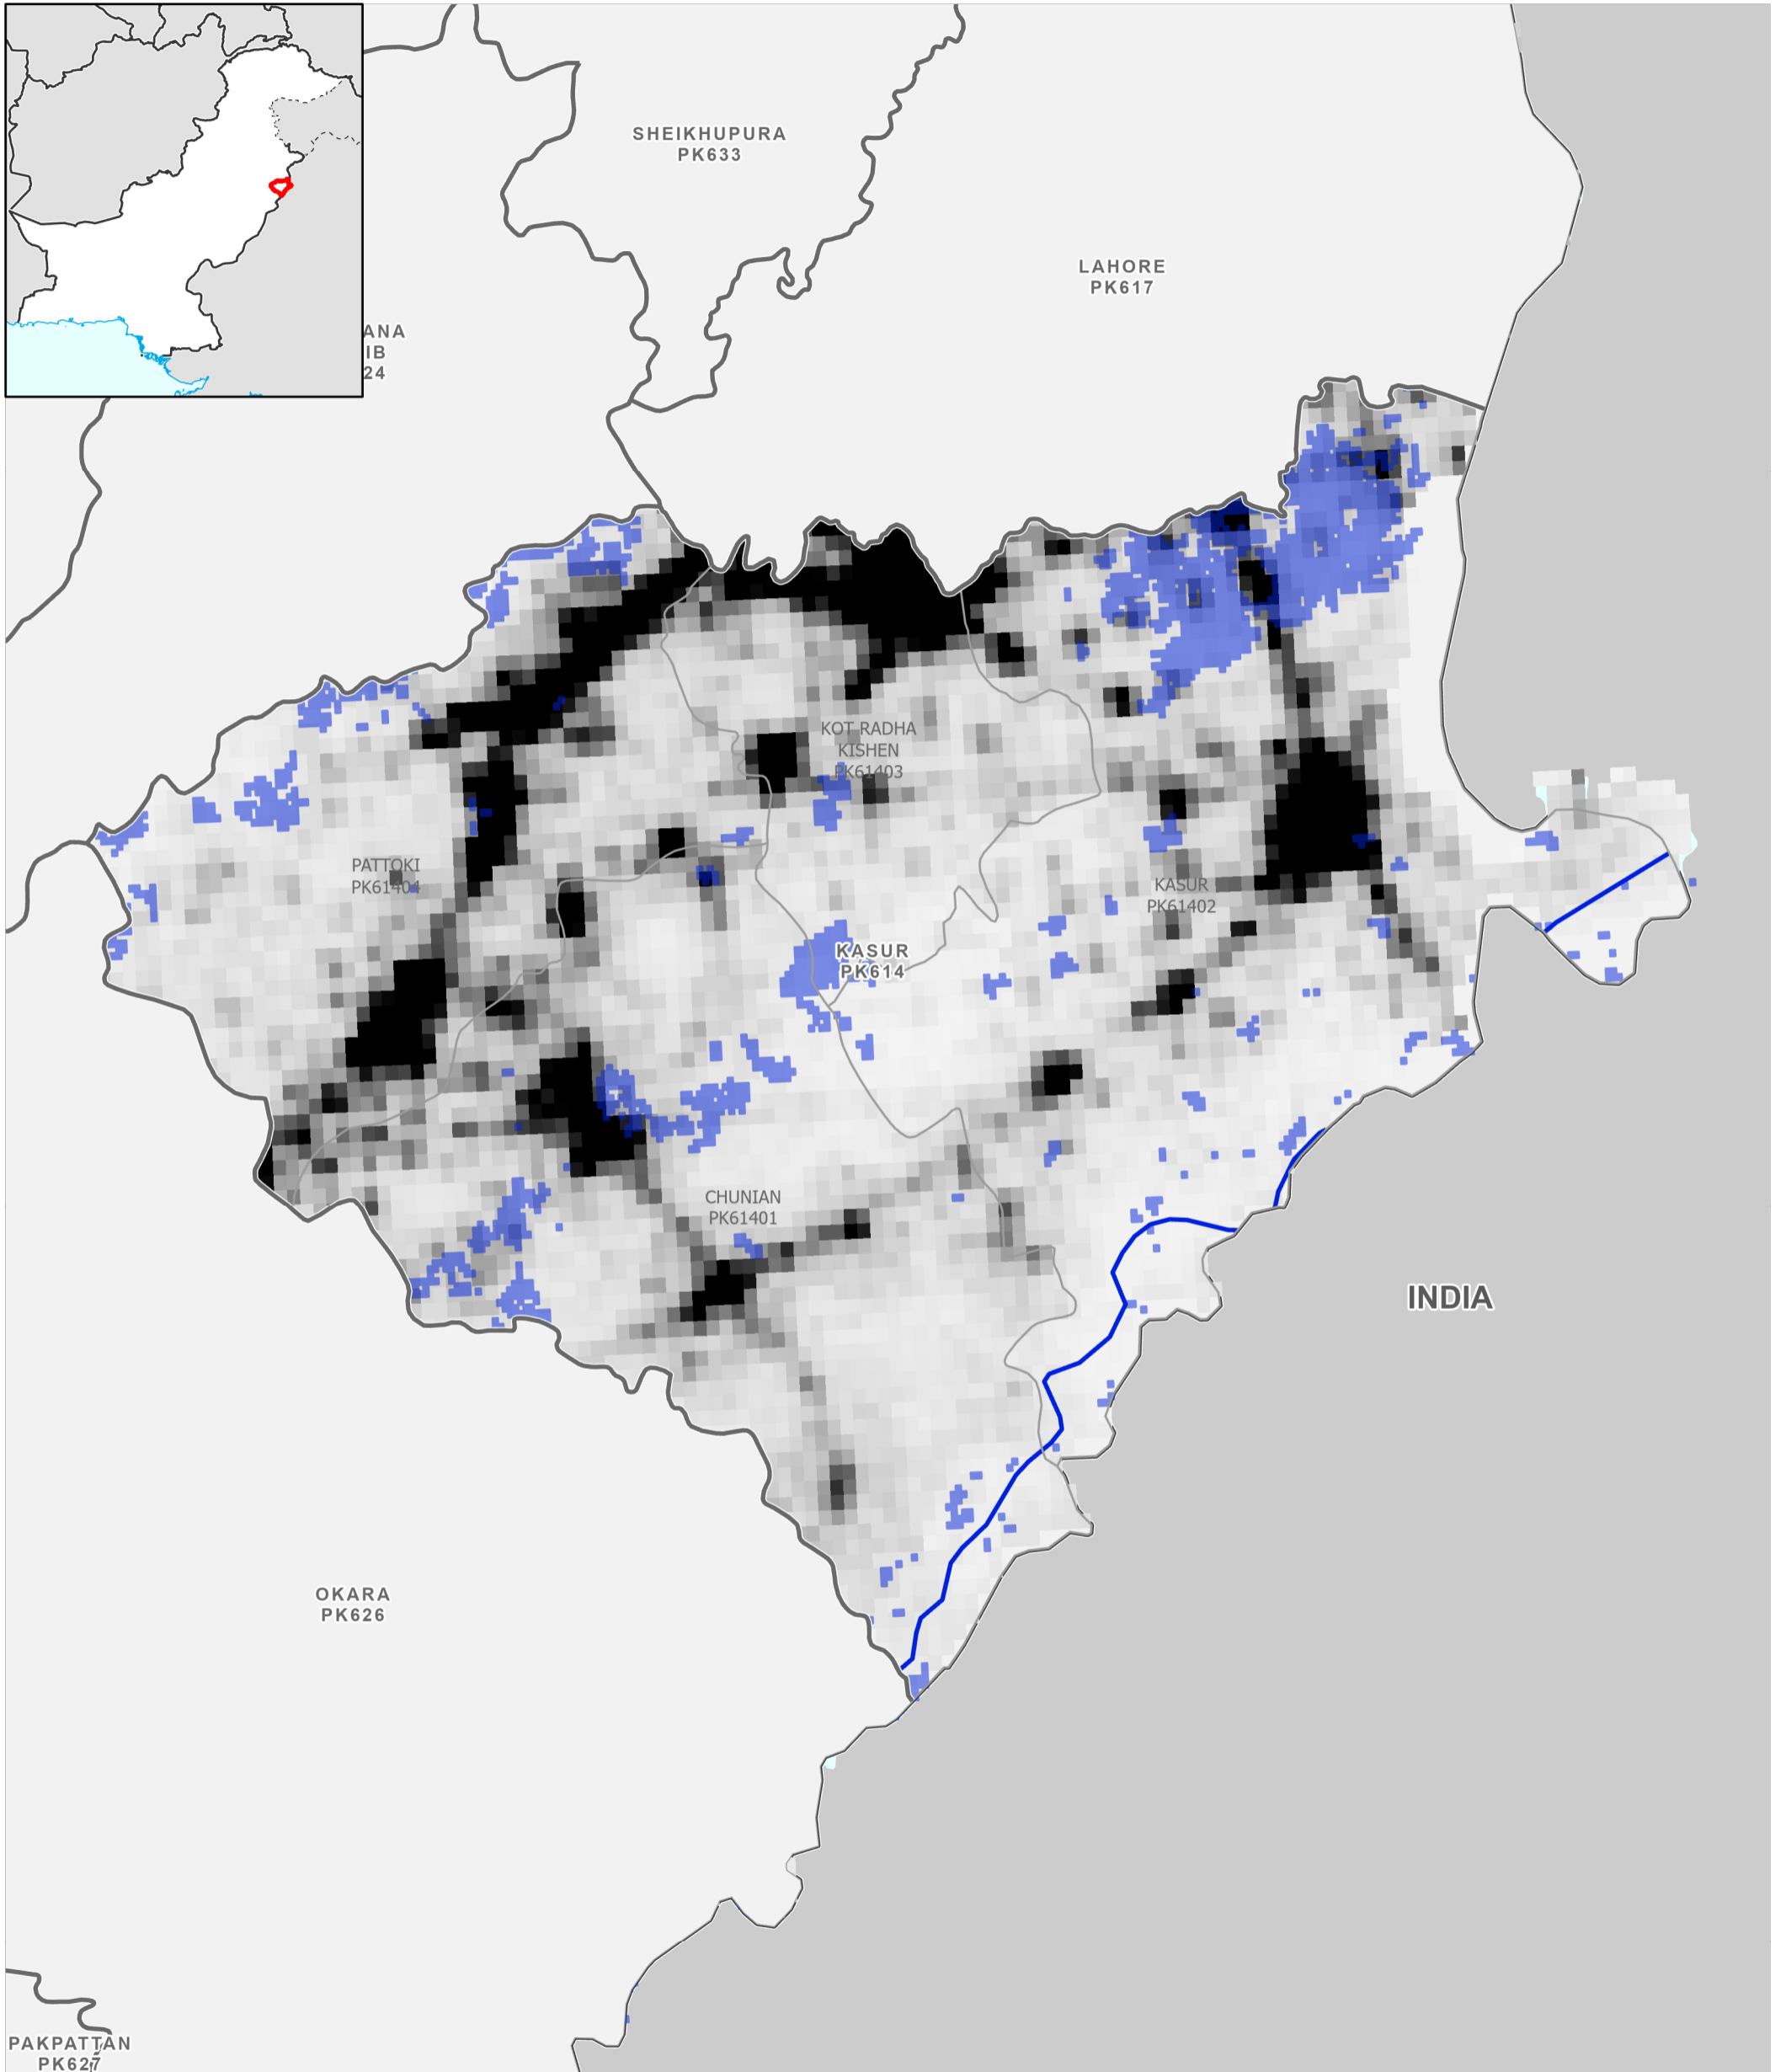 SHEIKHUPURA
PK633
LAHORE
PK617
ANA
IB
24
KOT RADHA
KISHEN
PK61403
PATTOKI
PK61404
KASUR
PK61402
KASUR
PK614
CHUNIAN
PK61401
INDIA
OKARA
PK626
PAKPATTAN
PK627